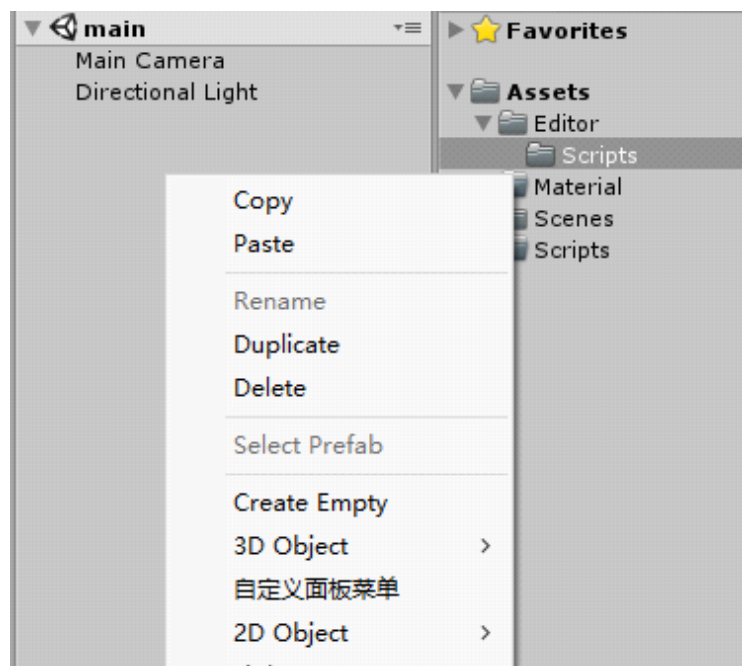 main
Main Camera
Directional Light
Favorites
Assets
Editor
Scripts
Material
Scenes
Scripts
Copy
Paste
Rename
Duplicate
Delete
Select Prefab
Create Empty
3D Object
自定义面板菜单
2D Object